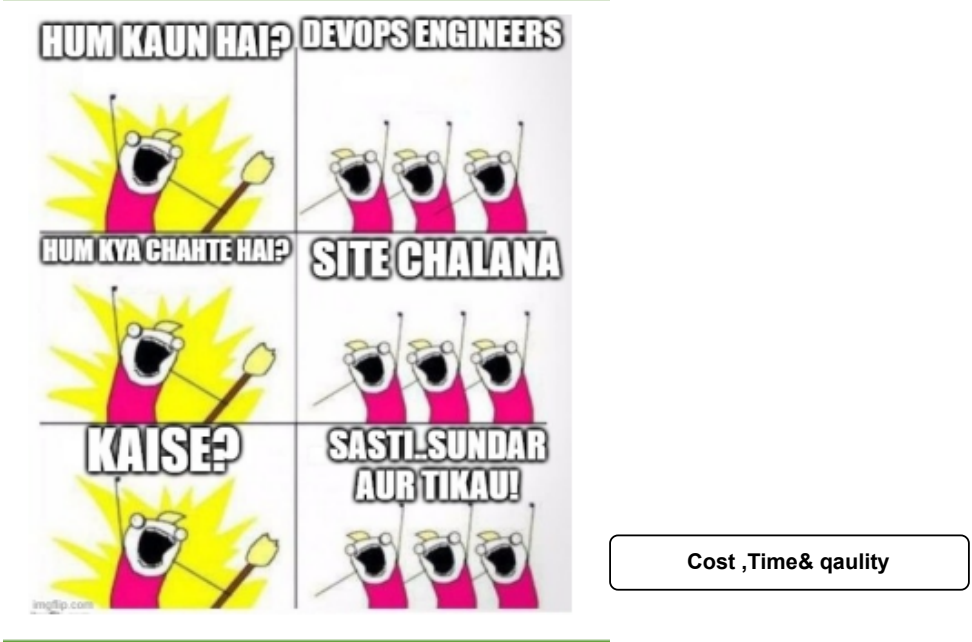 HUM KAUN HAI?
DEVOPS ENGINEERS
HUM KYA CHAHTE HAI?
SITE CHALANA
KAISE?
SASTI..SUNDAR
AUR TIKAU!
Cost ,Time& qaulity
imgflip.com